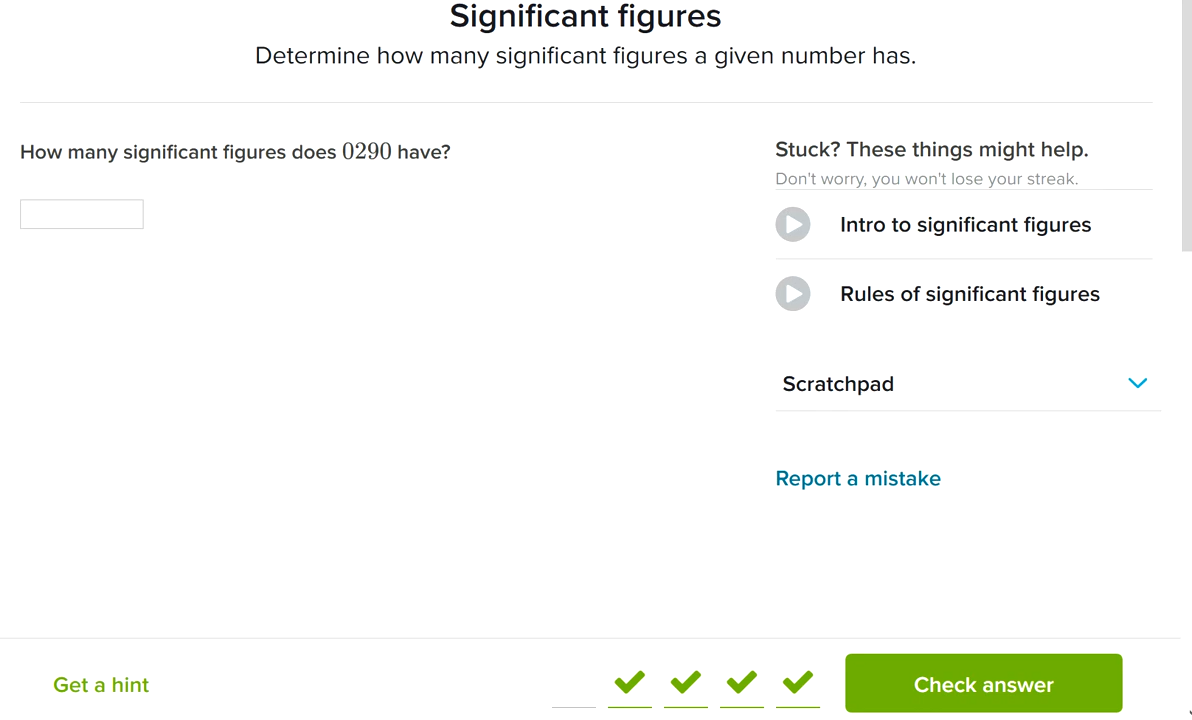 Significant figures
Determine how many significant figures a given number has.
How many significant figures does 0290 have?
Stuck? These things might help.
Don't worry, you won't lose your streak.
Intro to significant figures
Rules of significant figures
Scratchpad
Report a mistake
Get a hint
Check answer